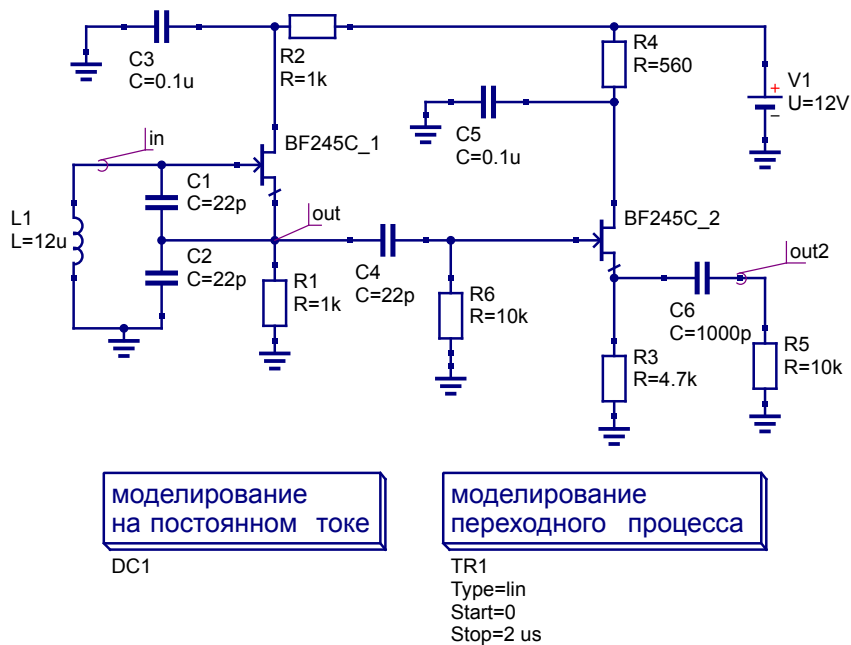 C3
C=0.1u
R2
R=1k
R4
R=560
V1
U=12V
+
−
C5
C=0.1u
in
BF245C_1
C1
C=22p
L1
L=12u
out
BF245C_2
out2
C2
C=22p
R1
R=1k
C4
C=22p
R6
R=10k
C6
C=1000p
R5
R=10k
R3
R=4.7k
моделирование
на постоянном токе
DC1
моделирование
переходного процесса
TR1
Type=lin
Start=0
Stop=2 us